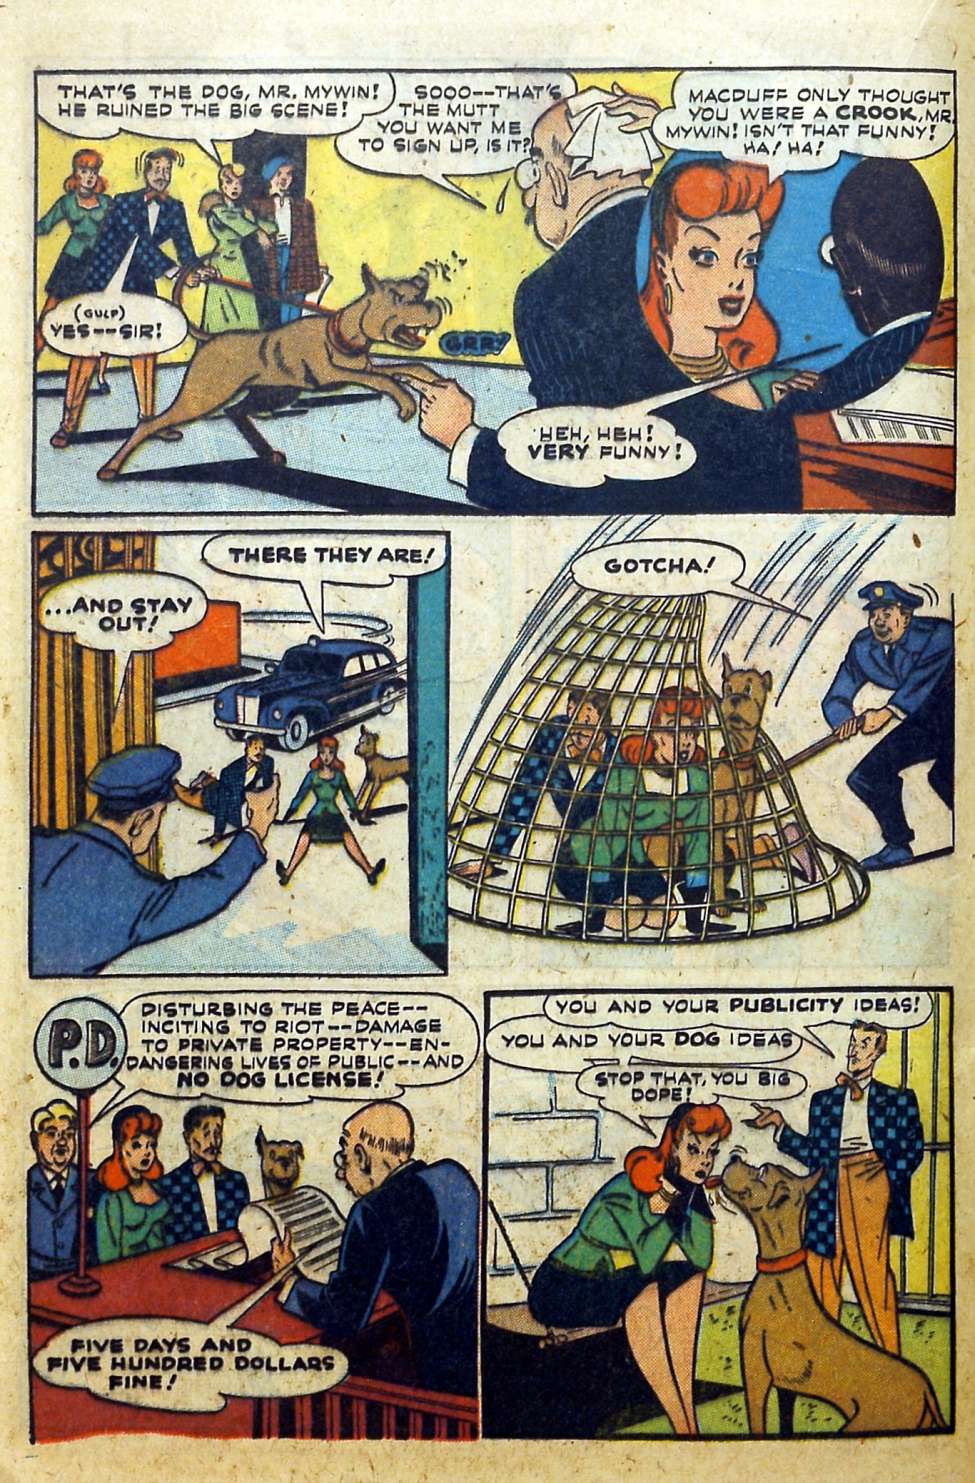 THAT'S THE DOG, MR. MYWIN!
HE RUINED THE BIG SCENE!
SOOO--THAT'S
THE MUTT
YOU WANT ME
TO SIGN UP, IS IT?
MACDUFF ONLY THOUGHT
YOU WERE A CROOK, MR.
MYWIN! ISN'T THAT FUNNY!
HA! HA!
(GULP)
YES--SIR!
GRR!
HEH, HEH!
VERY FUNNY!
...AND STAY
OUT!
THERE THEY ARE!
GOTCHA!
P.D.
DISTURBING THE PEACE--
INCITING TO RIOT--DAMAGE
TO PRIVATE PROPERTY--EN-
DANGERING LIVES OF PUBLIC--AND
NO DOG LICENSE!
FIVE DAYS AND
FIVE HUNDRED DOLLARS
FINE!
YOU AND YOUR PUBLICITY IDEAS!
YOU AND YOUR DOG IDEAS
STOP THAT, YOU BIG
DOPE!